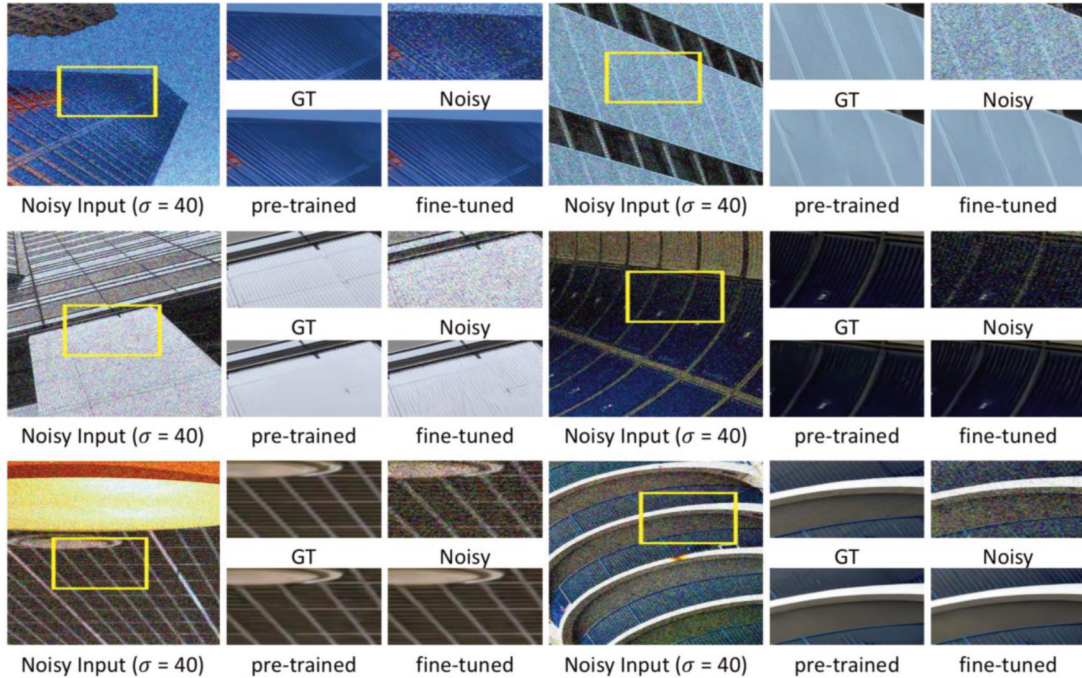 GT Noisy GT Noisy
Noisy Input (σ = 40) pre-trained fine-tuned Noisy Input (σ = 40) pre-trained fine-tuned
GT Noisy GT Noisy
Noisy Input (σ = 40) pre-trained fine-tuned Noisy Input (σ = 40) pre-trained fine-tuned
GT Noisy GT Noisy
Noisy Input (σ = 40) pre-trained fine-tuned Noisy Input (σ = 40) pre-trained fine-tuned